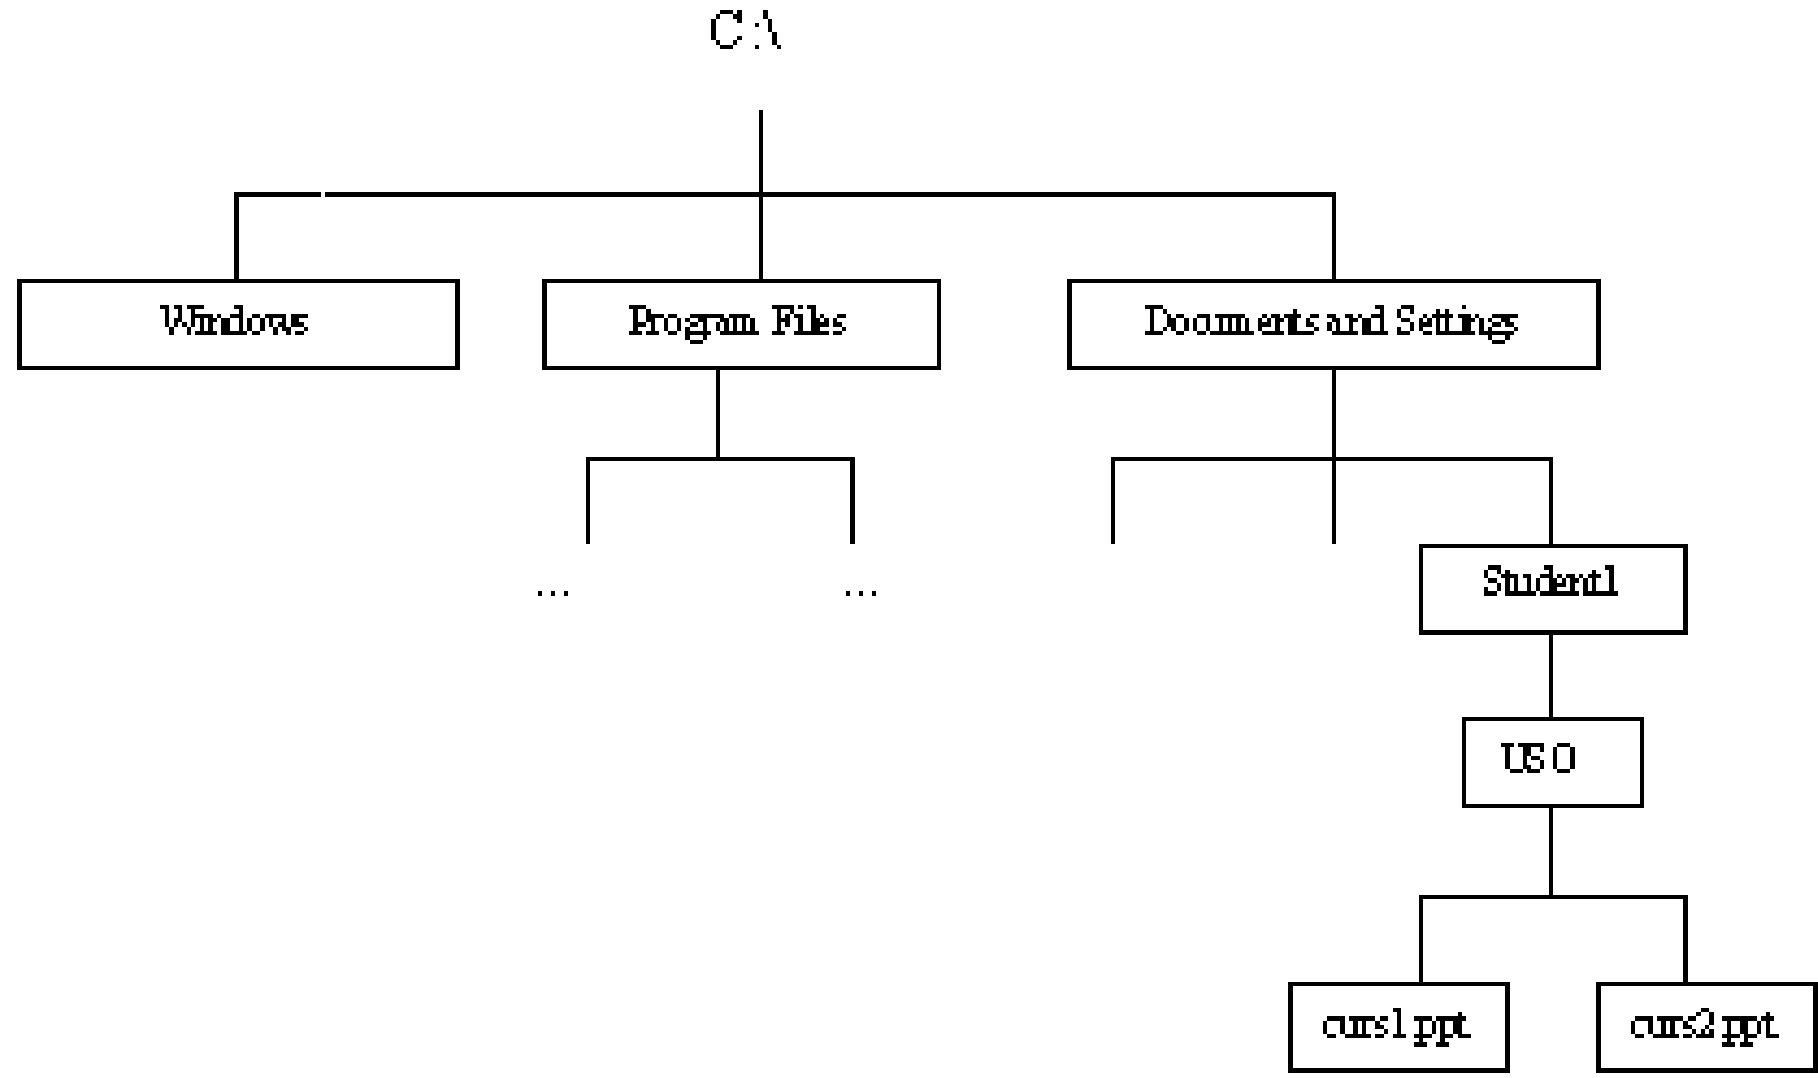 C:\
Windows
Program Files
Documents and Settings
...
...
Student1
USO
curs1.ppt
curs2.ppt